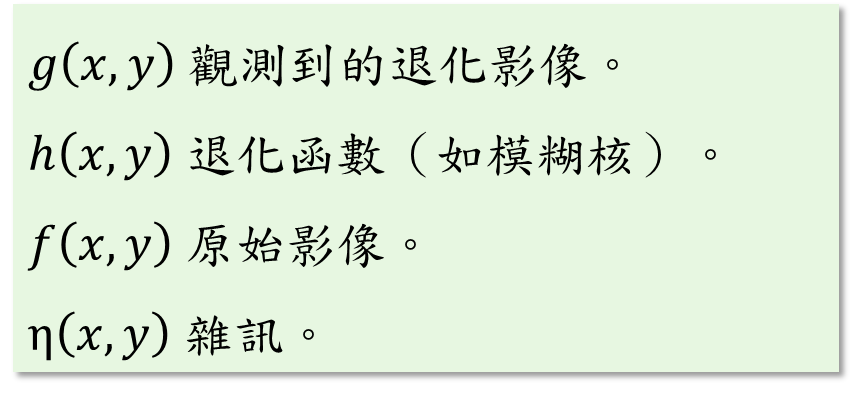 g(x,y) 觀測到的退化影像。
h(x,y) 退化函數（如模糊核）。
f(x,y) 原始影像。
η(x,y) 雜訊。